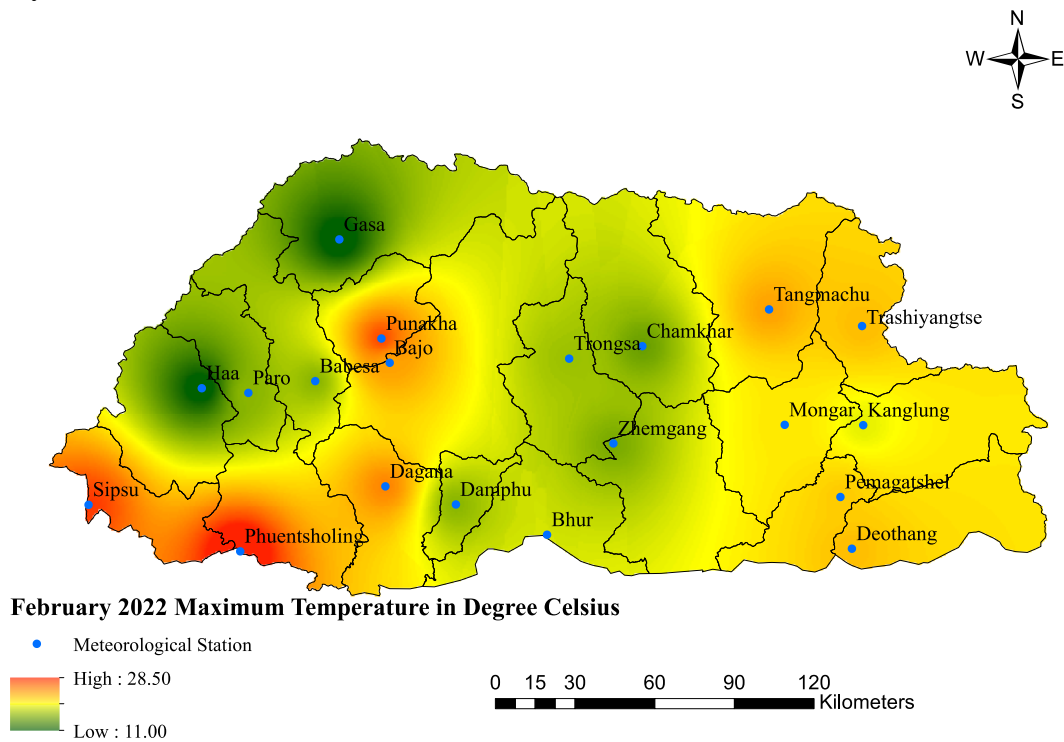 N
W E
S
Gasa
Punakha
Bajo
Tangmachu
Trashiyangtse
Chamkhar
Trongsa
Babesa
Haa
Paro
Mongar
Kanglung
Zhemgang
Dagana
Damphu
Pemagatshel
Sipsu
Bhur
Deothang
Phuentsholing
February 2022 Maximum Temperature in Degree Celsius
Meteorological Station
High : 28.50
Low : 11.00
0 15 30 60 90 120
Kilometers